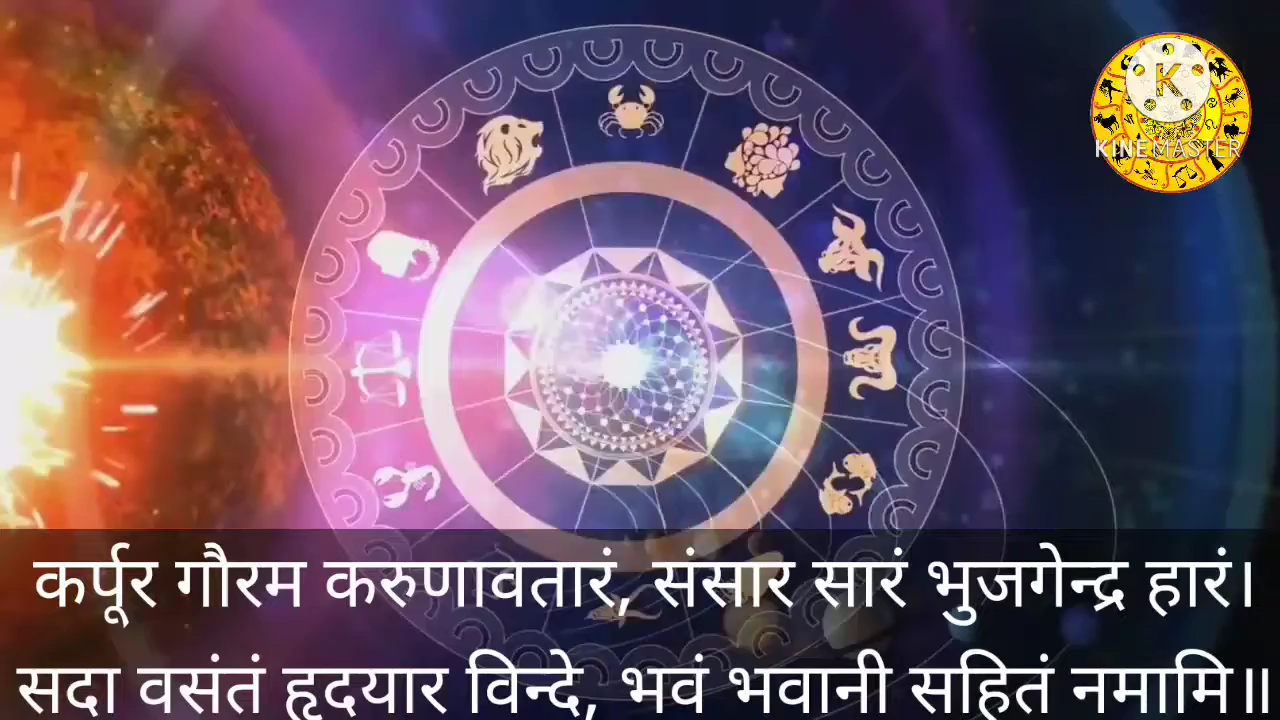 K
KINEMASTER
कर्पूर गौरम करुणावतारं, संसार सारं भुजगेन्द्र हारं।
सदा वसंतं हृदयार विन्दे, भवं भवानी सहितं नमामि॥